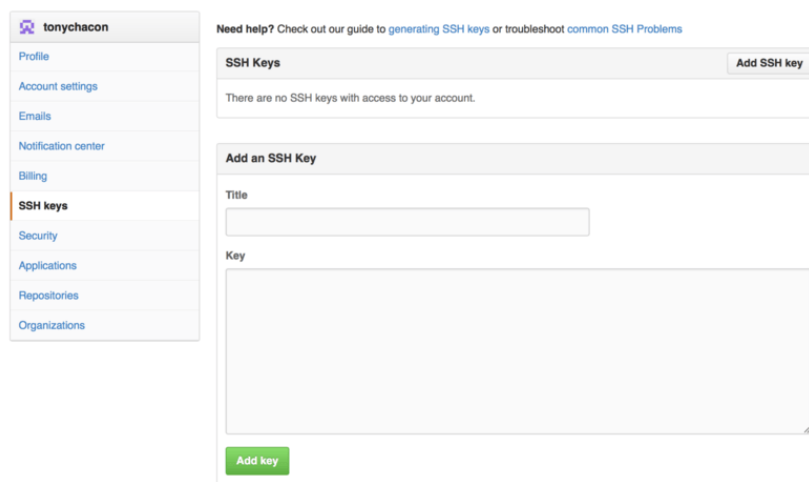 tonychacon
Profile
Account settings
Emails
Notification center
Billing
SSH keys
Security
Applications
Repositories
Organizations
Need help? Check out our guide to generating SSH keys or troubleshoot common SSH Problems
SSH Keys
Add SSH key
There are no SSH keys with access to your account.
Add an SSH Key
Title
Key
Add key